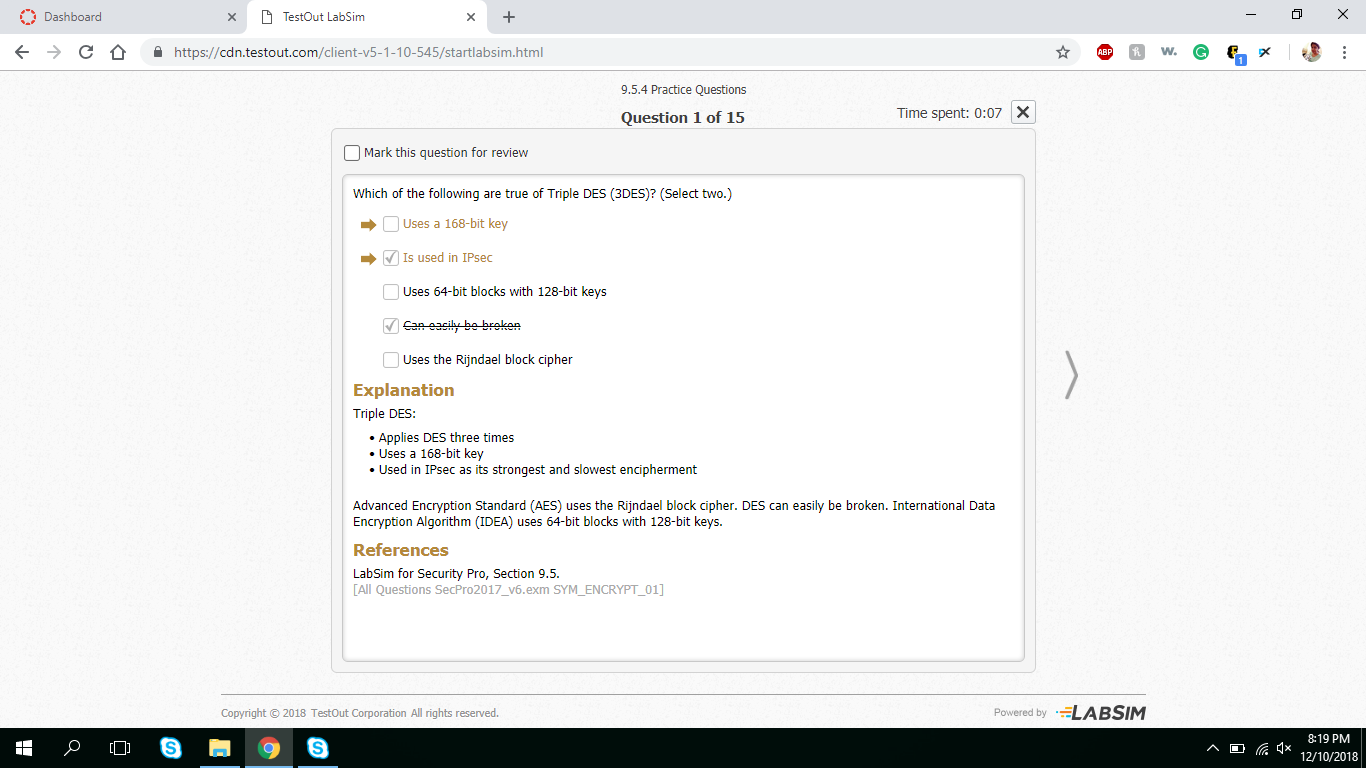 Dashboard
TestOut LabSim
https://cdn.testout.com/client-v5-1-10-545/startlabsim.html
ABP
w.
1
9.5.4 Practice Questions
Question 1 of 15
Time spent: 0:07
Mark this question for review
Which of the following are true of Triple DES (3DES)? (Select two.)
Uses a 168-bit key
Is used in IPsec
Uses 64-bit blocks with 128-bit keys
Can easily be broken
Uses the Rijndael block cipher
Explanation
Triple DES:
• Applies DES three times
• Uses a 168-bit key
• Used in IPsec as its strongest and slowest encipherment
Advanced Encryption Standard (AES) uses the Rijndael block cipher. DES can easily be broken. International Data
Encryption Algorithm (IDEA) uses 64-bit blocks with 128-bit keys.
References
LabSim for Security Pro, Section 9.5.
[All Questions SecPro2017_v6.exm SYM_ENCRYPT_01]
Copyright © 2018 TestOut Corporation All rights reserved.
Powered by LABSIM
8:19 PM
12/10/2018